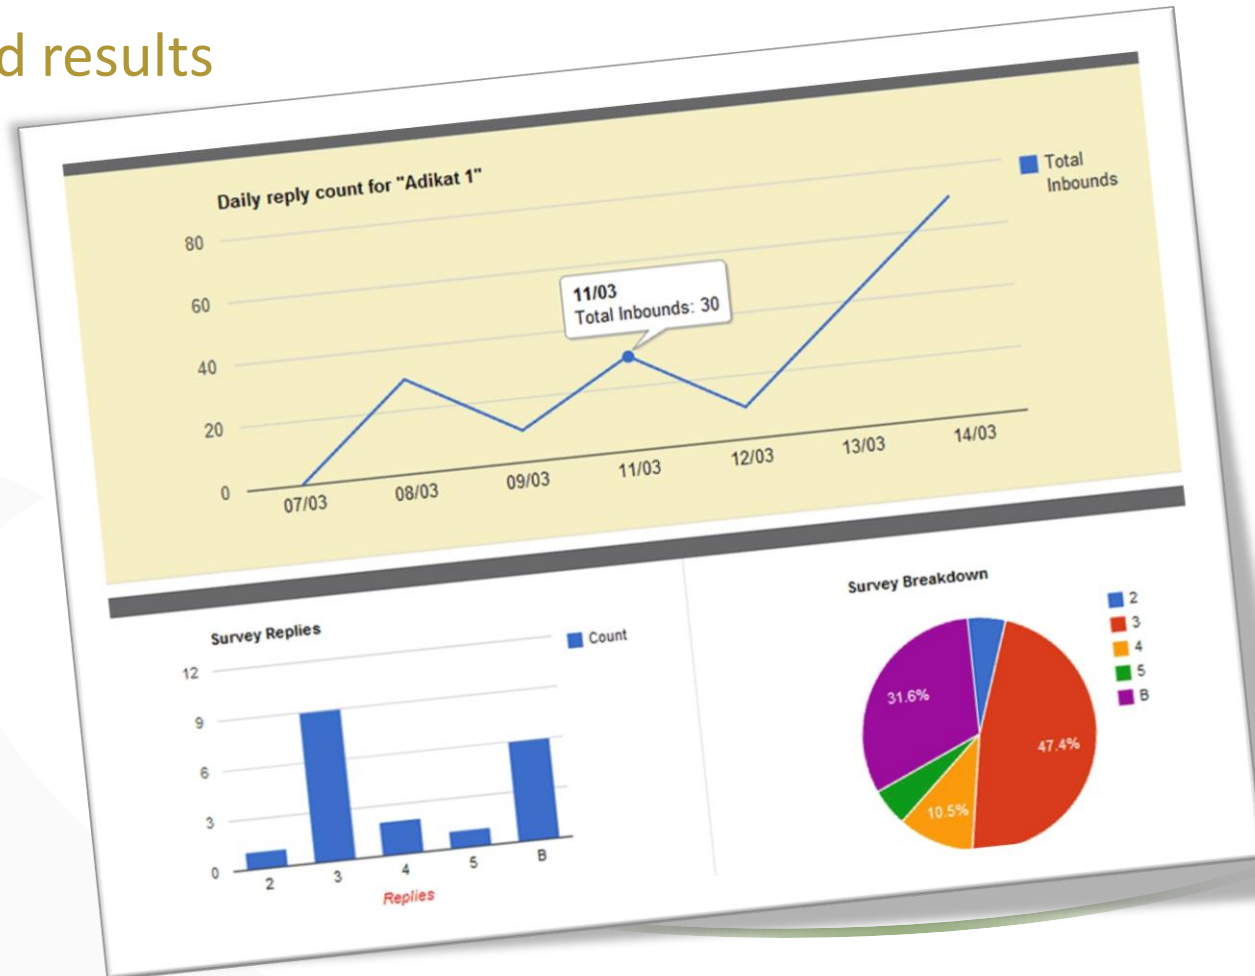 d results
Daily reply count for "Adikat 1"
Total
Inbounds
80
60
40
20
0
11/03
Total Inbounds: 30
07/03
08/03
09/03
11/03
12/03
13/03
14/03
Survey Replies
Count
12
9
6
3
0
2
3
4
5
B
Replies
Survey Breakdown
2
3
4
5
B
31.6%
47.4%
10.5%